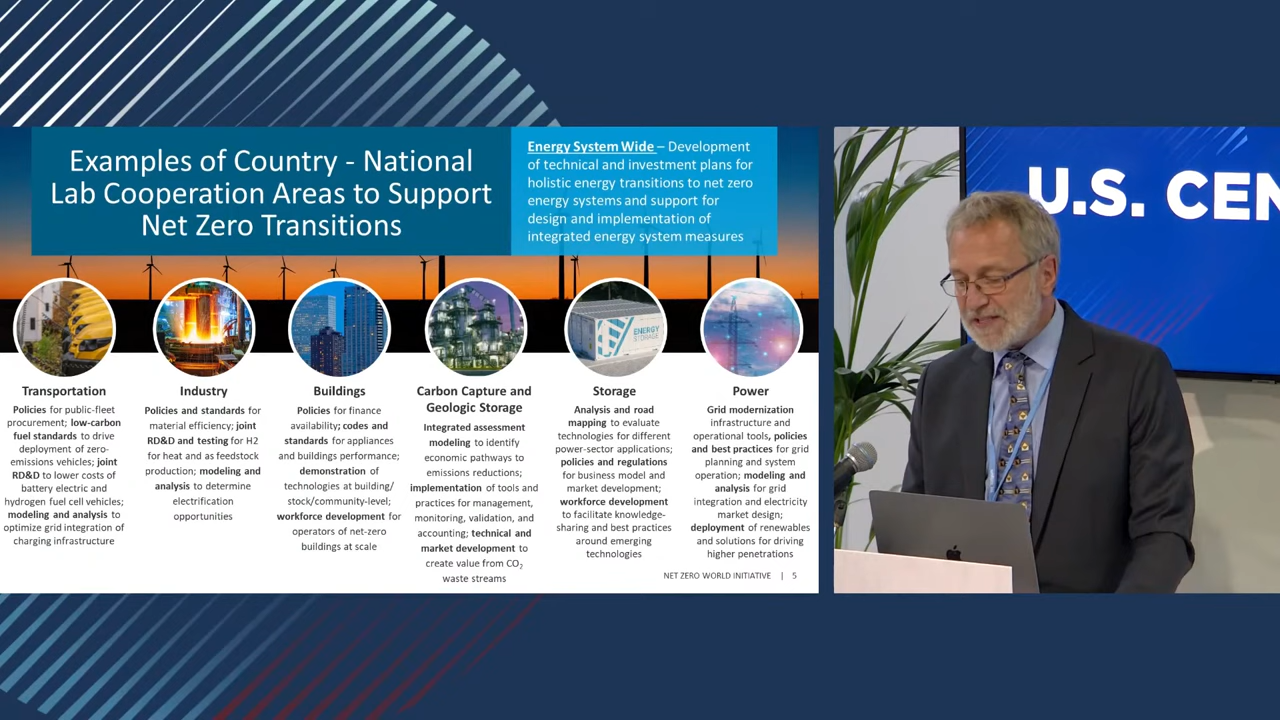 Examples of Country - National
Lab Cooperation Areas to Support
Net Zero Transitions
Energy System Wide – Development
of technical and investment plans for
holistic energy transitions to net zero
energy systems and support for
design and implementation of
integrated energy system measures
ENERGY
STORAGE
Transportation
Policies for public-fleet
procurement; low-carbon
fuel standards to drive
deployment of zero-
emissions vehicles; joint
RD&D to lower costs of
battery electric and
hydrogen fuel cell vehicles;
modeling and analysis to
optimize grid integration of
charging infrastructure
Industry
Policies and standards for
material efficiency; joint
RD&D and testing for H2
for heat and as feedstock
production; modeling and
analysis to determine
electrification
opportunities
Buildings
Policies for finance
availability; codes and
standards for appliances
and buildings performance;
demonstration of
technologies at building/
stock/community-level;
workforce development for
operators of net-zero
buildings at scale
Carbon Capture and
Geologic Storage
Integrated assessment
modeling to identify
economic pathways to
emissions reductions;
implementation of tools and
practices for management,
monitoring, validation, and
accounting; technical and
market development to
create value from CO2
waste streams
Storage
Analysis and road
mapping to evaluate
technologies for different
power-sector applications;
policies and regulations
for business model and
market development;
workforce development
to facilitate knowledge-
sharing and best practices
around emerging
technologies
Power
Grid modernization
infrastructure and
operational tools, policies
and best practices for grid
planning and system
operation; modeling and
analysis for grid
integration and electricity
market design;
deployment of renewables
and solutions for driving
higher penetrations
NET ZERO WORLD INITIATIVE | 5
U.S. CEN